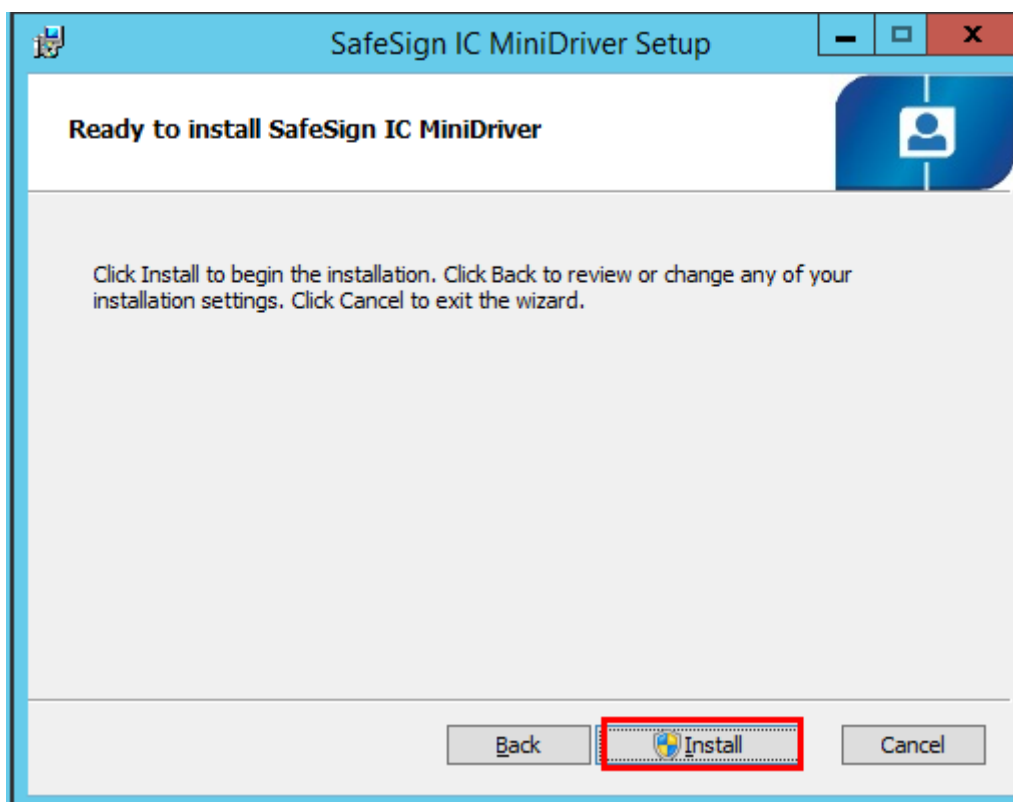 SafeSign IC MiniDriver Setup
Ready to install SafeSign IC MiniDriver
Click Install to begin the installation. Click Back to review or change any of your
installation settings. Click Cancel to exit the wizard.
Back
Install
Cancel